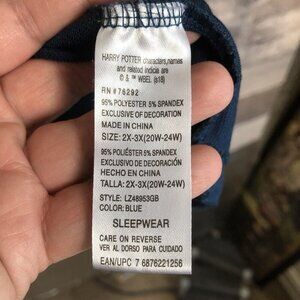 HARRY POTTER characters, names
and related indicia are
© & ™ WBEI. (s18)
RN #76292
95% POLYESTER 5% SPANDEX
EXCLUSIVE OF DECORATION
MADE IN CHINA
SIZE: 2X-3X(20W-24W)
95% POLIÉSTER 5% SPANDEX
EXCLUSIVO DE DECORACIÓN
HECHO EN CHINA
TALLA: 2X-3X(20W-24W)
STYLE: LZ48953GB
COLOR: BLUE
SLEEPWEAR
CARE ON REVERSE
VER AL DORSO PARA CUIDADO
EAN/UPC 7 6876221256